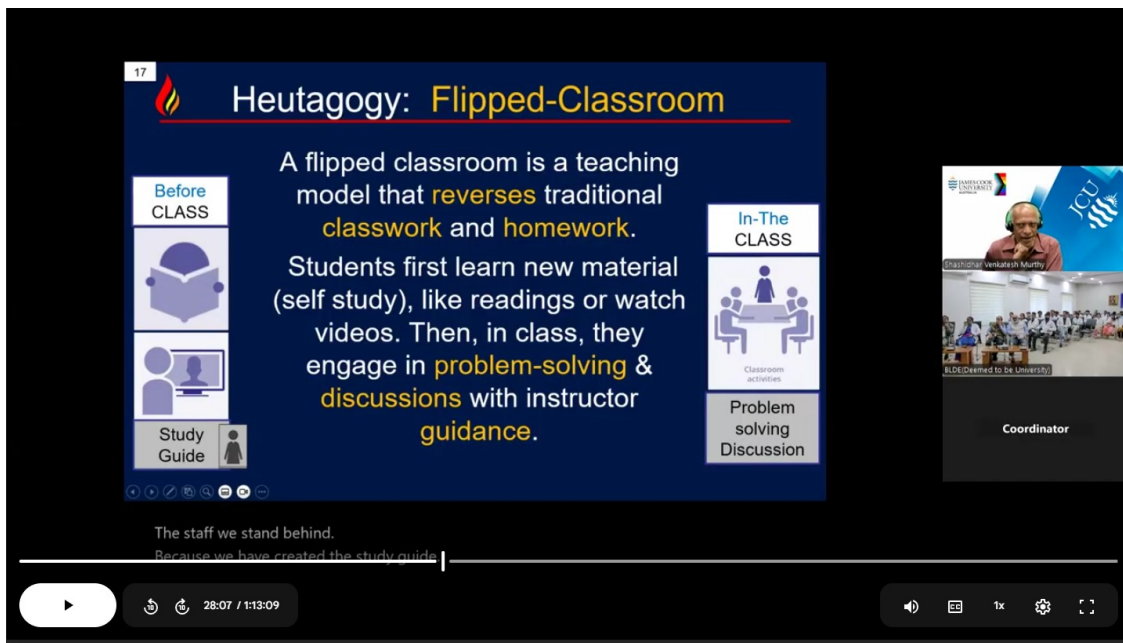 17
Heutagogy: Flipped-Classroom
Before
CLASS
Study
Guide
A flipped classroom is a teaching
model that reverses traditional
classwork and homework.
Students first learn new material
(self study), like readings or watch
videos. Then, in class, they
engage in problem-solving &
discussions with instructor
guidance.
In-The
CLASS
Classroom
activities
Problem
solving
Discussion
JAMES COOK
UNIVERSITY
AUSTRALIA
JCU
Shashidhar Venkatesh Murthy
BLDE(Deemed to be University)
Coordinator
The staff we stand behind.
Because we have created the study guide
10
10
28:07 / 1:13:09
CC
1x